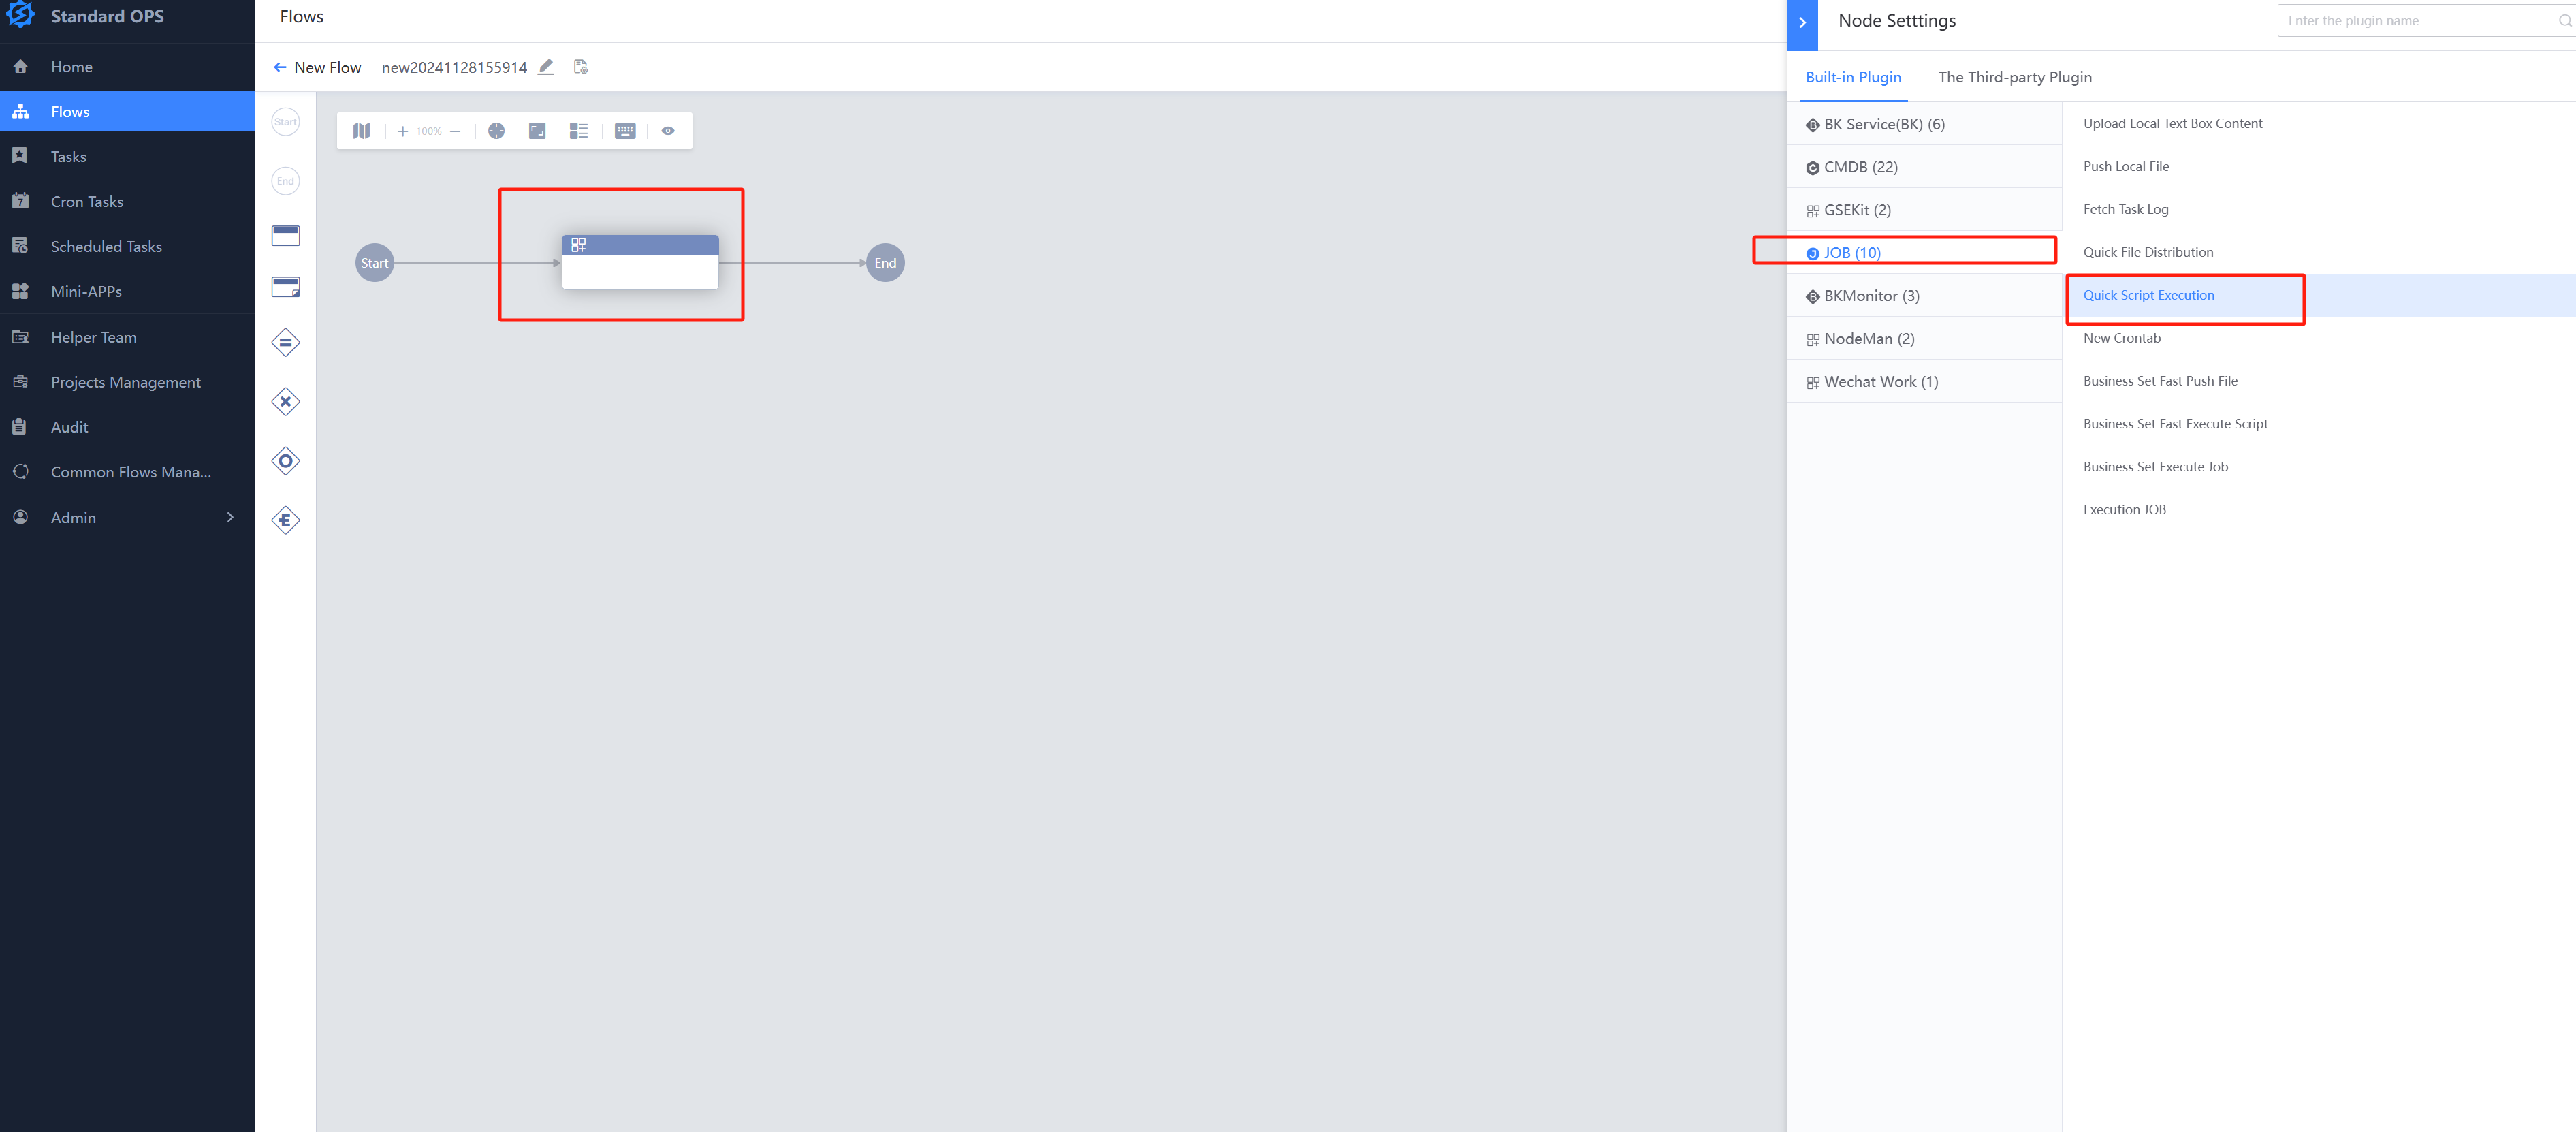 Standard OPS
Home
Flows
Tasks
7
Cron Tasks
Scheduled Tasks
Mini-APPs
Helper Team
Projects Management
Audit
Common Flows Mana...
Admin
Flows
New Flow
new20241128155914
Start
End
100%
Start
End
Node Setttings
Enter the plugin name
Built-in Plugin
The Third-party Plugin
BK Service(BK) (6)
CMDB (22)
GSEKit (2)
JOB (10)
BKMonitor (3)
NodeMan (2)
Wechat Work (1)
Upload Local Text Box Content
Push Local File
Fetch Task Log
Quick File Distribution
Quick Script Execution
New Crontab
Business Set Fast Push File
Business Set Fast Execute Script
Business Set Execute Job
Execution JOB